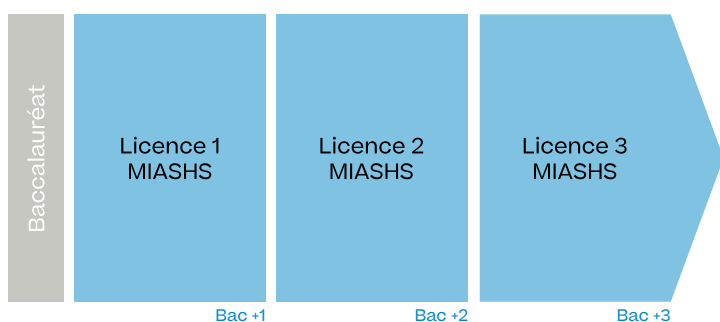 Baccalauréat
Licence 1
MIASHS
Licence 2
MIASHS
Licence 3
MIASHS
Bac +1
Bac +2
Bac +3